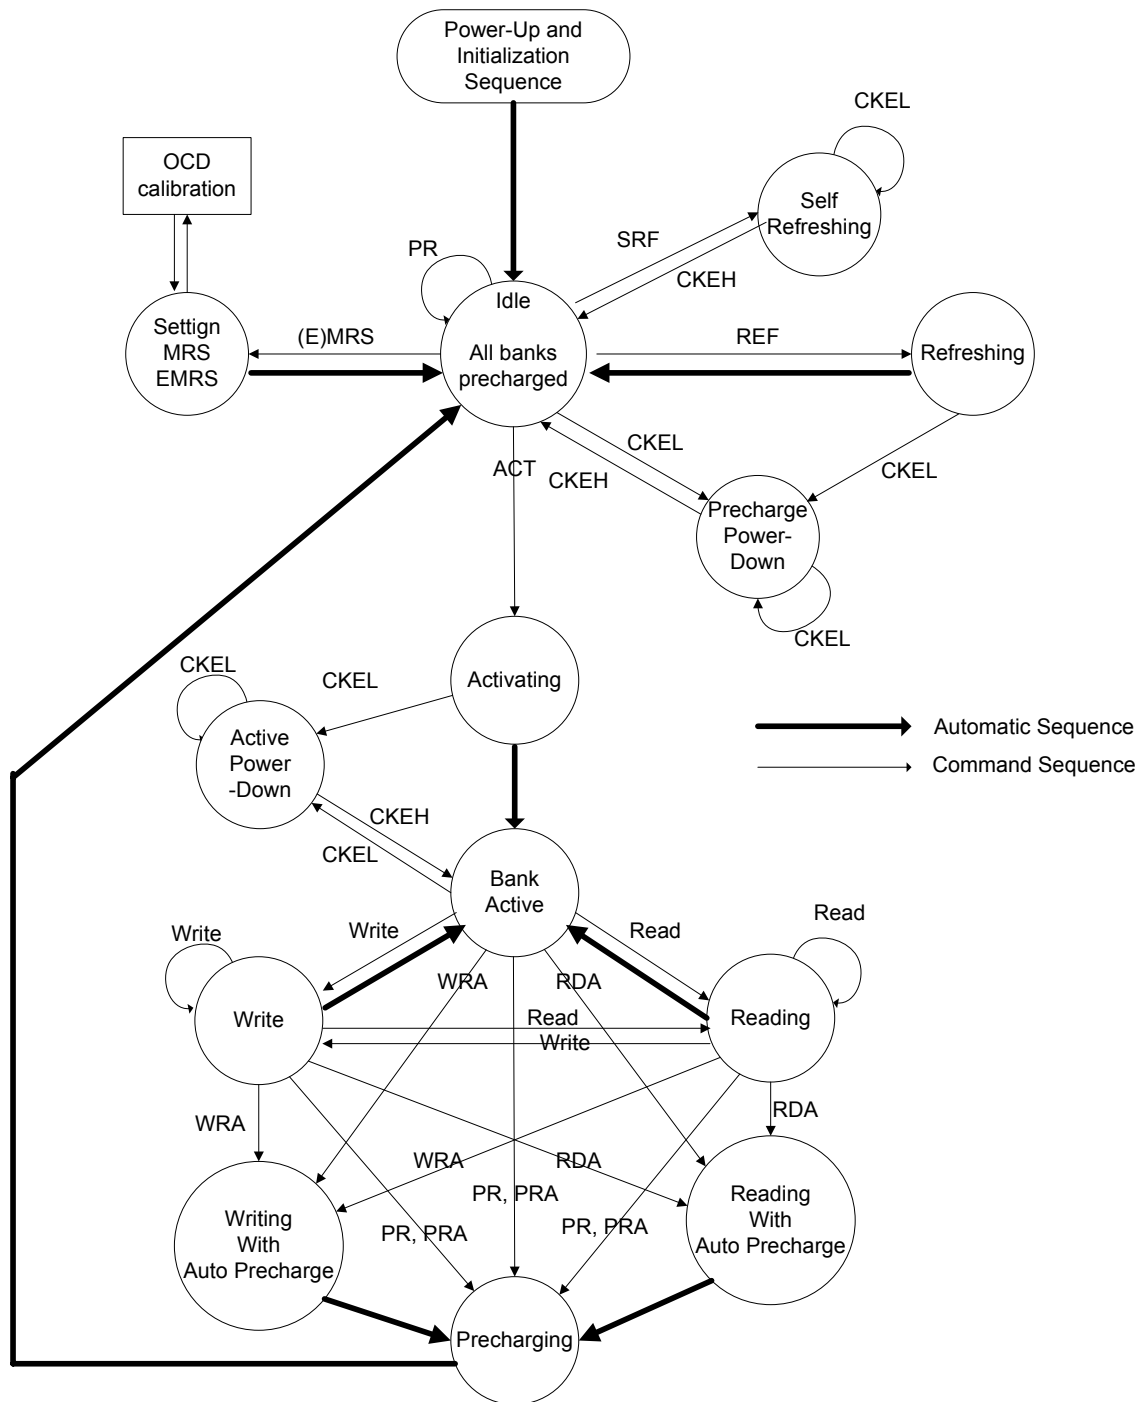 Power-Up and
Initialization
Sequence
CKEL
OCD
calibration
Self
Refreshing
SRF
PR
CKEH
Idle
Settign
MRS
EMRS
(E)MRS
All banks
precharged
REF
Refreshing
CKEL
ACT
CKEH
CKEL
Precharge
Power-
Down
CKEL
Activating
CKEL
CKEL
Active
Power
-Down
Automatic Sequence
Command Sequence
CKEH
CKEL
Bank
Active
Write
Write
Read
Read
WRA
RDA
Write
Read
Write
Reading
WRA
RDA
WRA
RDA
PR, PRA
PR, PRA
PR, PRA
Writing
With
Auto Precharge
Reading
With
Auto Precharge
Precharging